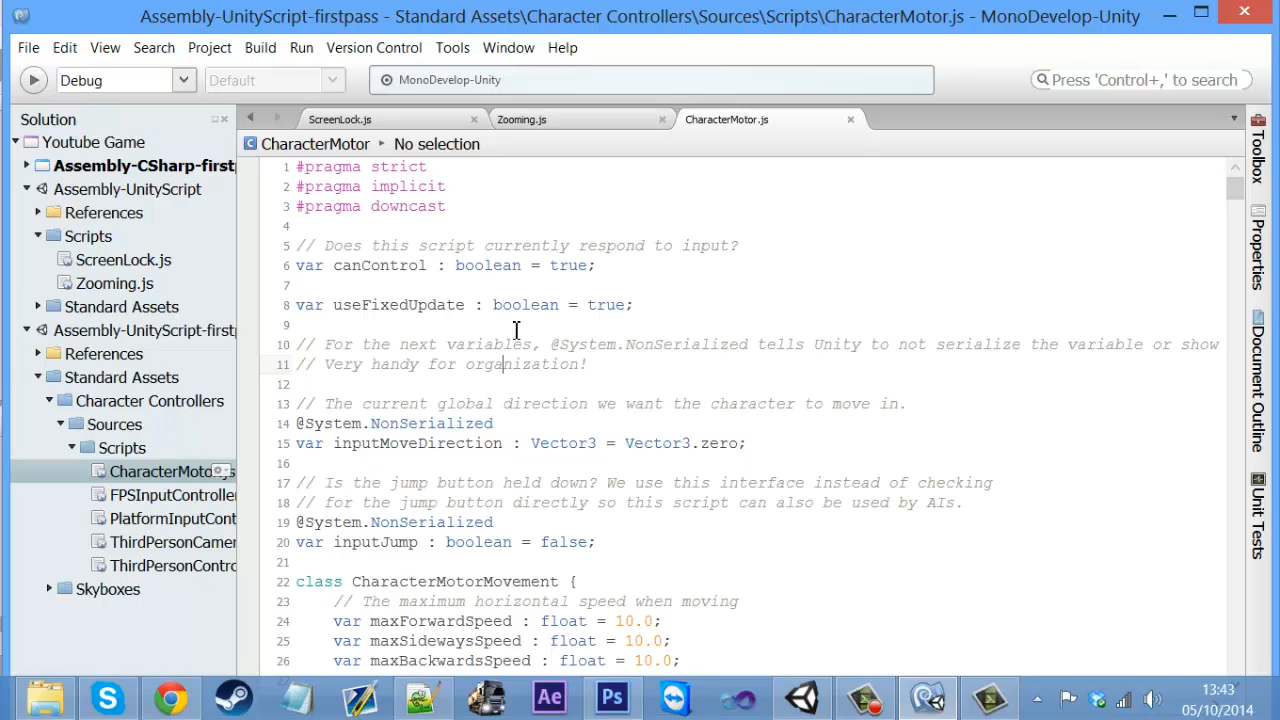 Assembly-UnityScript-firstpass - Standard Assets\Character Controllers\Sources\Scripts\CharacterMotor.js - MonoDevelop-Unity
File Edit View Search Project Build Run Version Control Tools Window Help
Debug Default MonoDevelop-Unity Press 'Control+,' to search
Solution
Youtube Game
Assembly-CSharp-firstp
Assembly-UnityScript
References
Scripts
ScreenLock.js
Zooming.js
Standard Assets
Assembly-UnityScript-firstp
References
Standard Assets
Character Controllers
Sources
Scripts
CharacterMotor.js
FPSInputController
PlatformInputCont
ThirdPersonCamer
ThirdPersonContro
Skyboxes
ScreenLock.js Zooming.js CharacterMotor.js
CharacterMotor No selection
1 #pragma strict
2 #pragma implicit
3 #pragma downcast
4
5 // Does this script currently respond to input?
6 var canControl : boolean = true;
7
8 var useFixedUpdate : boolean = true;
9
10 // For the next variables, @System.NonSerialized tells Unity to not serialize the variable or show
11 // Very handy for organization!
12
13 // The current global direction we want the character to move in.
14 @System.NonSerialized
15 var inputMoveDirection : Vector3 = Vector3.zero;
16
17 // Is the jump button held down? We use this interface instead of checking
18 // for the jump button directly so this script can also be used by AIs.
19 @System.NonSerialized
20 var inputJump : boolean = false;
21
22 class CharacterMotorMovement {
23 // The maximum horizontal speed when moving
24 var maxForwardSpeed : float = 10.0;
25 var maxSidewaysSpeed : float = 10.0;
26 var maxBackwardsSpeed : float = 10.0;
Toolbox
Properties
Document Outline
Unit Tests
Ae Ps
13:43
05/10/2014